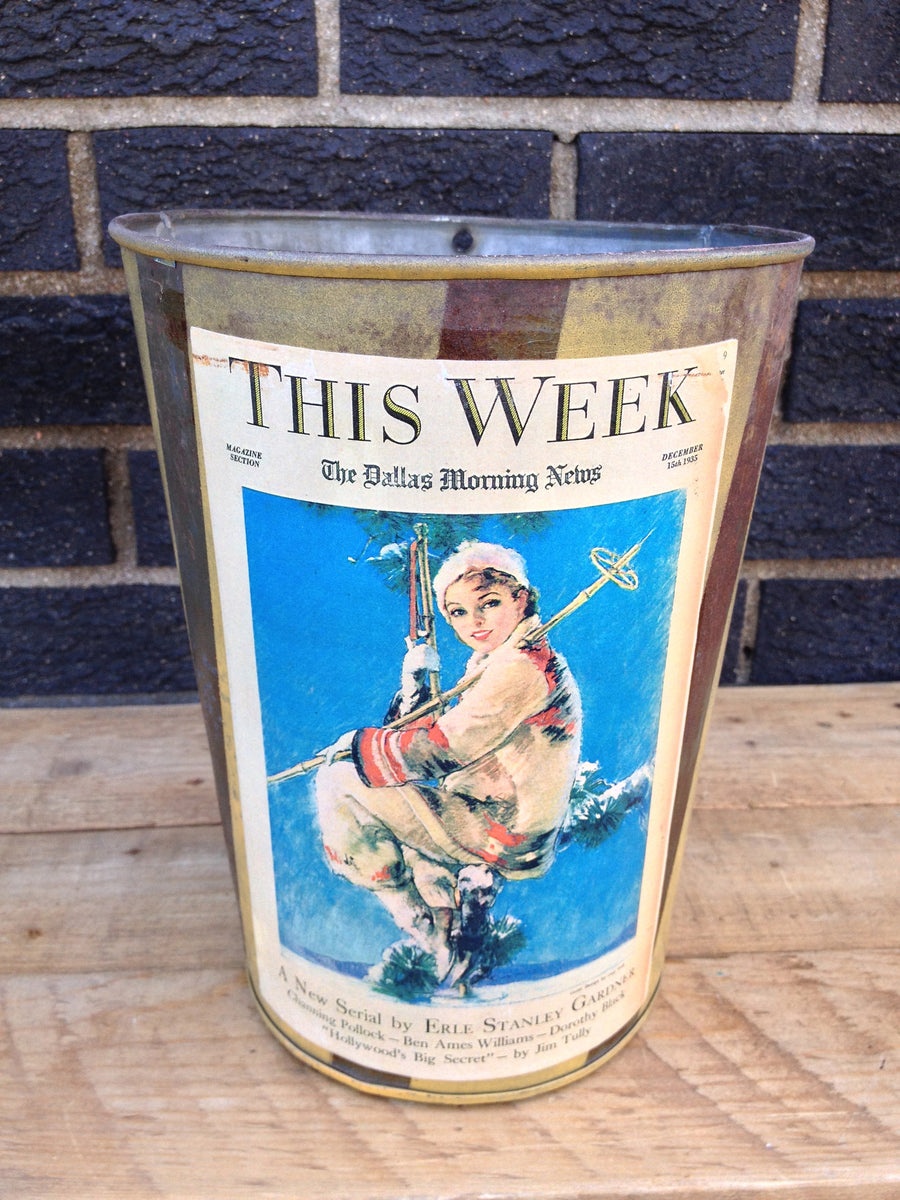 THIS WEEK
MAGAZINE
SECTION
The Dallas Morning News
DECEMBER
15th 1935
9
A New Serial by ERLE STANLEY GARDNER
Channing Pollock — Ben Ames Williams — Dorothy Black
"Hollywood's Big Secret" — by Jim Tully